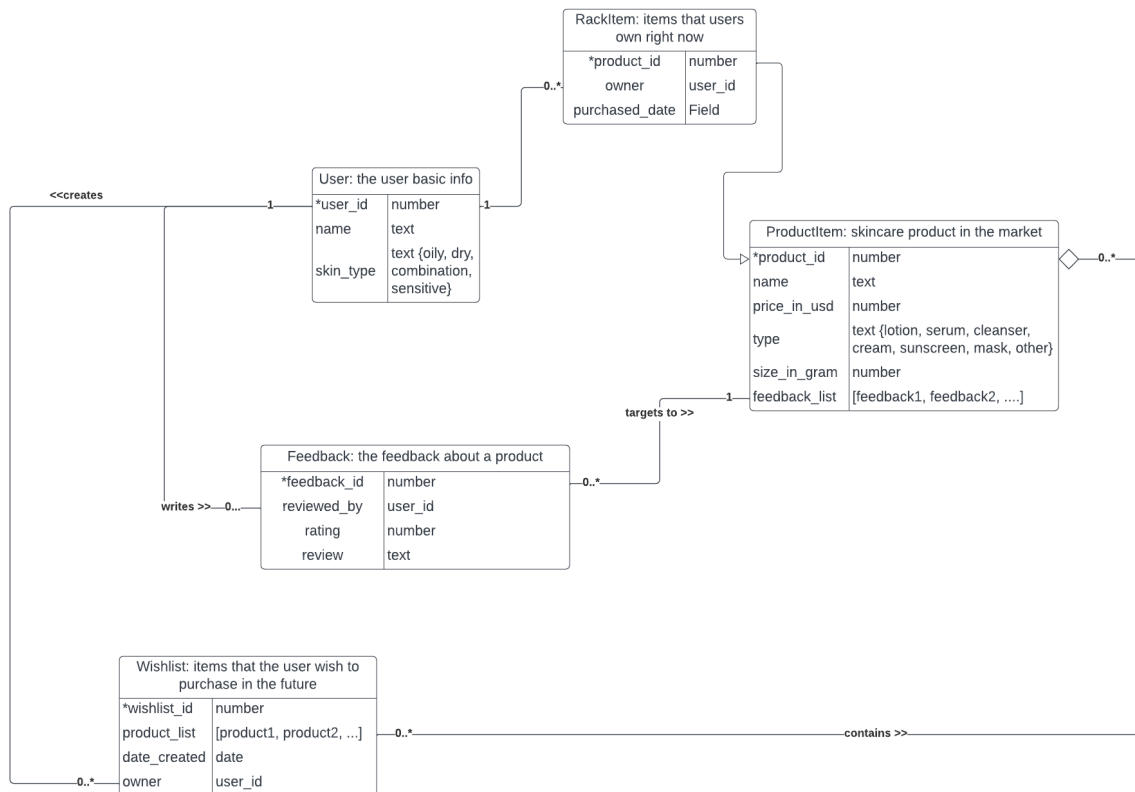 RackItem: items that users
own right now
*product_id number
owner user_id
purchased_date Field
0..*
User: the user basic info
*user_id number
name text
skin_type text {oily, dry,
combination,
sensitive}
<<creates
1
1
ProductItem: skincare product in the market
*product_id number
name text
price_in_usd number
type text {lotion, serum, cleanser,
cream, sunscreen, mask, other}
size_in_gram number
feedback_list [feedback1, feedback2, ....]
0..*
1
targets to >>
Feedback: the feedback about a product
*feedback_id number
reviewed_by user_id
rating number
review text
0..*
writes >> 0...
Wishlist: items that the user wish to
purchase in the future
*wishlist_id number
product_list [product1, product2, ...]
date_created date
owner user_id
0..*
contains >>
0..*